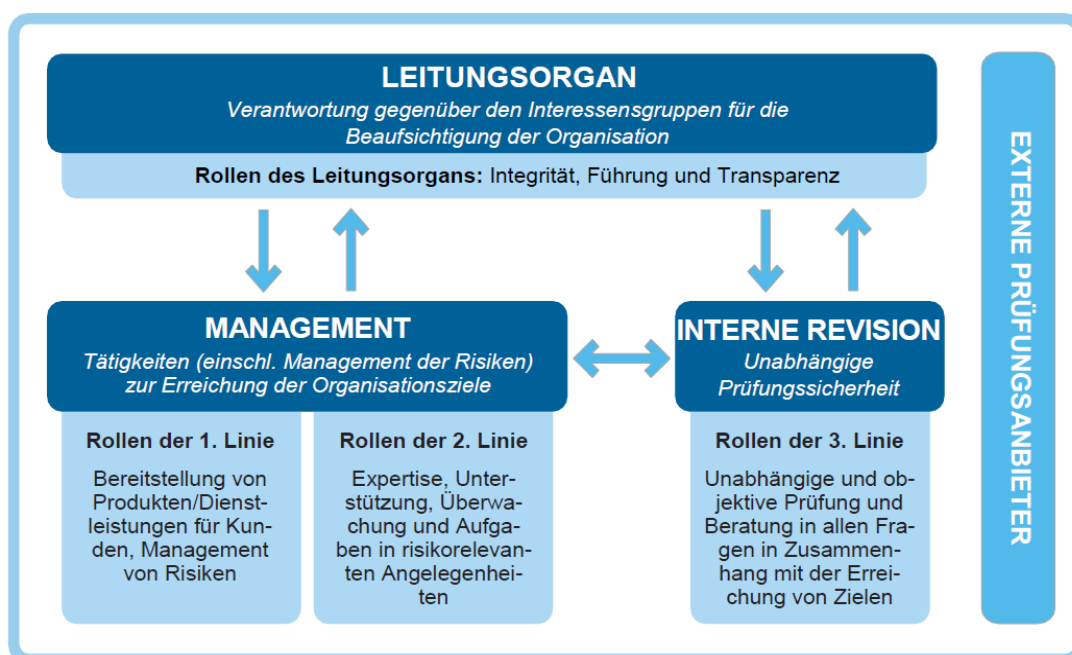 LEITUNGSORGAN
Verantwortung gegenüber den Interessensgruppen für die
Beaufsichtigung der Organisation
Rollen des Leitungsorgans: Integrität, Führung und Transparenz
MANAGEMENT
Tätigkeiten (einschl. Management der Risiken)
zur Erreichung der Organisationsziele
Rollen der 1. Linie
Bereitstellung von
Produkten/Dienst-
leistungen für Kun-
den, Management
von Risiken
Rollen der 2. Linie
Expertise, Unter-
stützung, Überwa-
chung und Aufga-
ben in risikorelevan-
ten Angelegenhei-
ten
INTERNE REVISION
Unabhängige
Prüfungssicherheit
Rollen der 3. Linie
Unabhängige und ob-
jektive Prüfung und
Beratung in allen Fra-
gen in Zusammen-
hang mit der Errei-
chung von Zielen
EXTERNE PRÜFUNGSANBIETER